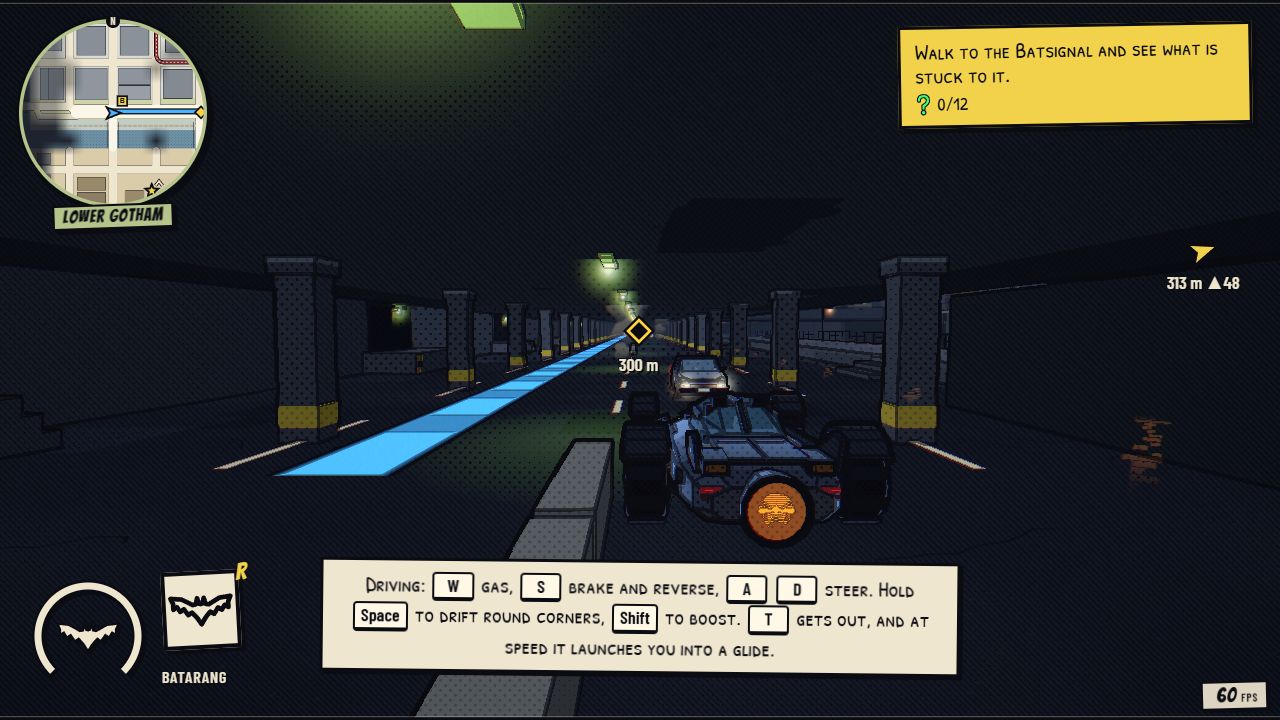 N
B
LOWER GOTHAM
WALK TO THE BATSIGNAL AND SEE WHAT IS
STUCK TO IT.
? 0/12
313 m ▲48
300 m
DRIVING: W GAS, S BRAKE AND REVERSE, A D STEER. HOLD
Space TO DRIFT ROUND CORNERS, Shift TO BOOST. T GETS OUT, AND AT
SPEED IT LAUNCHES YOU INTO A GLIDE.
R
BATARANG
60 FPS